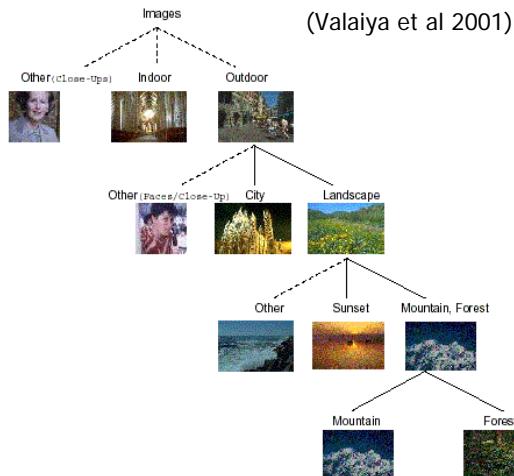 Images
(Valaiya et al 2001)
Other(Close-Ups) Indoor Outdoor
Other(Faces/Close-Up) City Landscape
Other Sunset Mountain, Forest
Mountain Fores